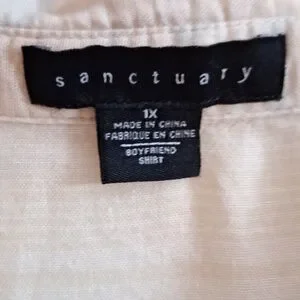 sanctuary
1X
MADE IN CHINA
FABRIQUE EN CHINE
BOYFRIEND
SHIRT